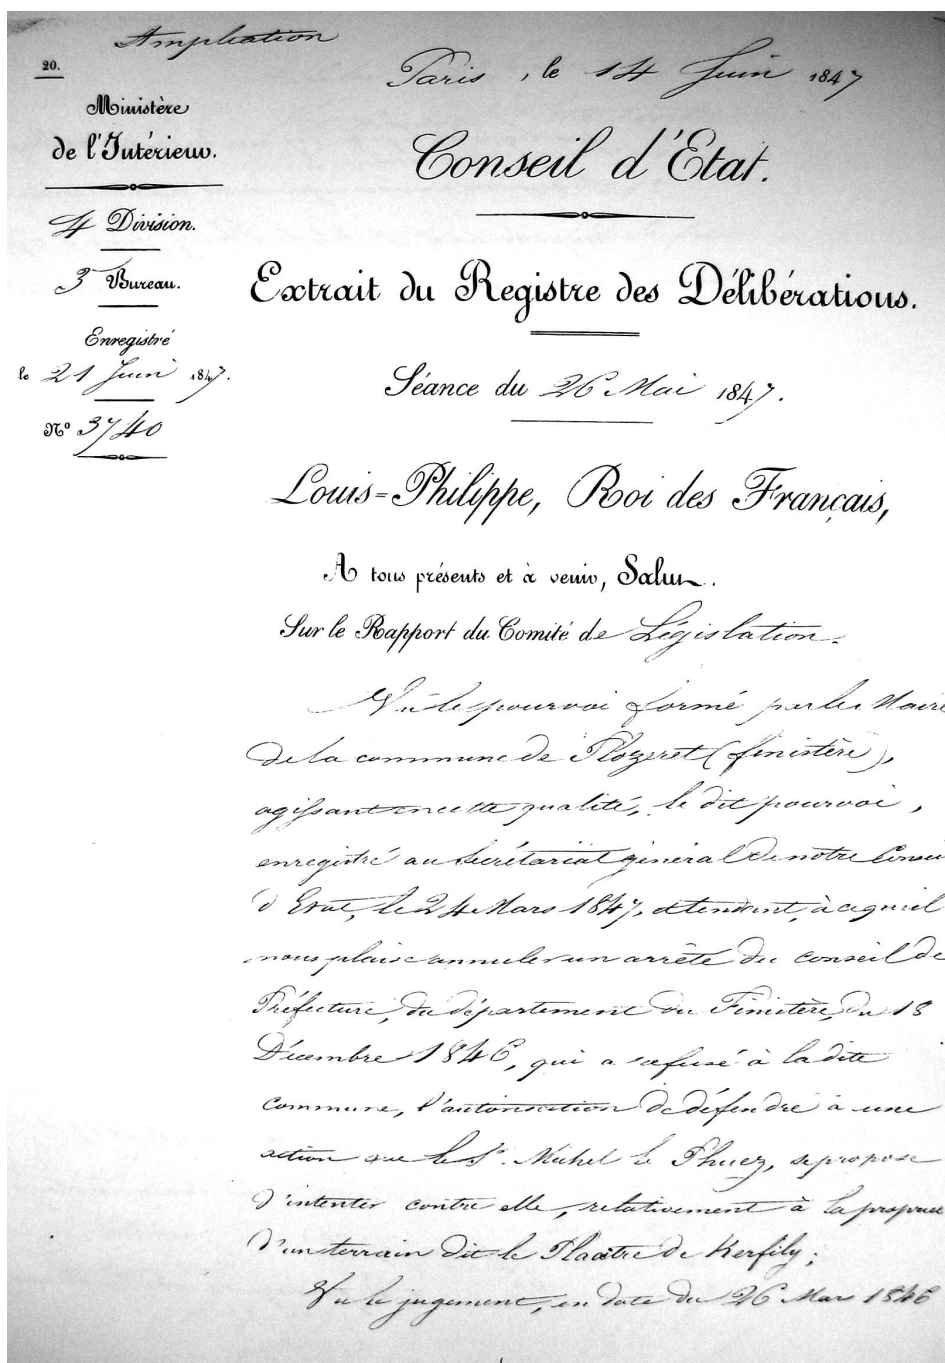 Ampliation
20.
Paris, le 14 Juin 1847
Ministère
de l'Intérieur.
Conseil d'Etat.
4 Division.
3 Bureau.
Extrait du Registre des Délibérations.
Enregistré
le 21 Juin 1847.
Séance du 26 Mai 1847.
N° 3740
Louis=Philippe, Roi des Français,
A tous présents et à venir, Salut.
Sur le Rapport du Comité de Législation.
Vu le pourvoi formé par le Maire
de la commune de (finistère),
agissant en cette qualité, le dit pourvoi,
enregistré au Secrétariat général de notre Conseil
d'Etat, le 24 Mars 1847, et tendant, à ce qu'il
nous plaise annuler un arrêté du conseil de
Préfecture, du département du Finistère, du 18
Décembre 1846, qui a refusé à la dite
commune, l'autorisation de défendre à une
action que le Sr. Michel le se propose
d'intenter contre elle, relativement à la propriété
d'un terrain dit le Placître de Kerfily;
Vu le jugement, en date du 26 Mars 1846